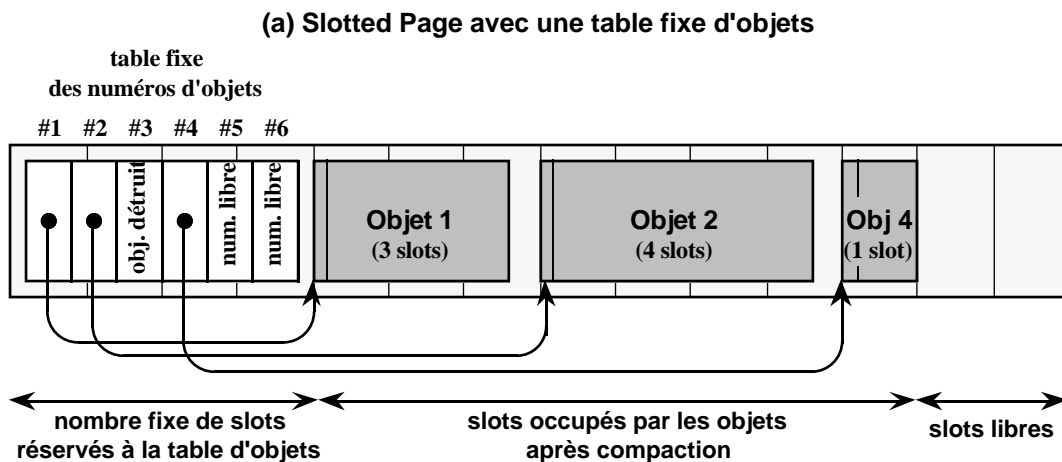 (a) Slotted Page avec une table fixe d'objets
table fixe
des numéros d'objets
#1 #2 #3 #4 #5 #6
obj. détruit
num. libre
num. libre
Objet 1
(3 slots)
Objet 2
(4 slots)
Obj 4
(1 slot)
nombre fixe de slots
réservés à la table d'objets
slots occupés par les objets
après compaction
slots libres